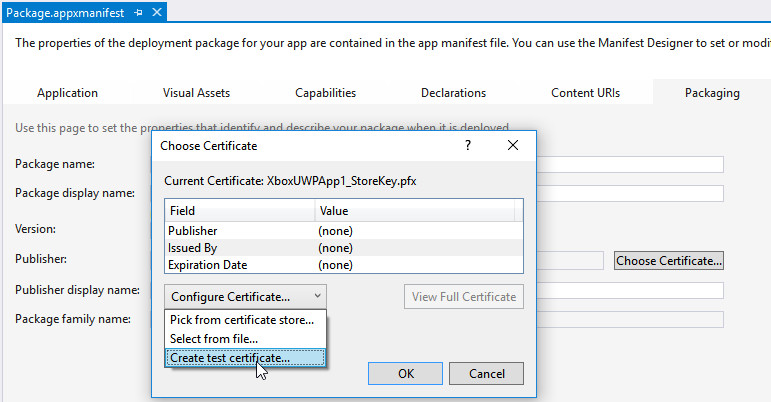 Package.appxmanifest
The properties of the deployment package for your app are contained in the app manifest file. You can use the Manifest Designer to set or modi
Application Visual Assets Capabilities Declarations Content URIs Packaging
Use this page to set the properties that identify and describe your package when it is deployed.
Choose Certificate ?
Package name:
Current Certificate: XboxUWPApp1_StoreKey.pfx
Package display name:
Field Value
Version:
Publisher (none)
Issued By (none)
Publisher:
Expiration Date (none)
Choose Certificate...
Publisher display name:
Configure Certificate...
View Full Certificate
Package family name:
Pick from certificate store...
Select from file...
Create test certificate...
OK Cancel